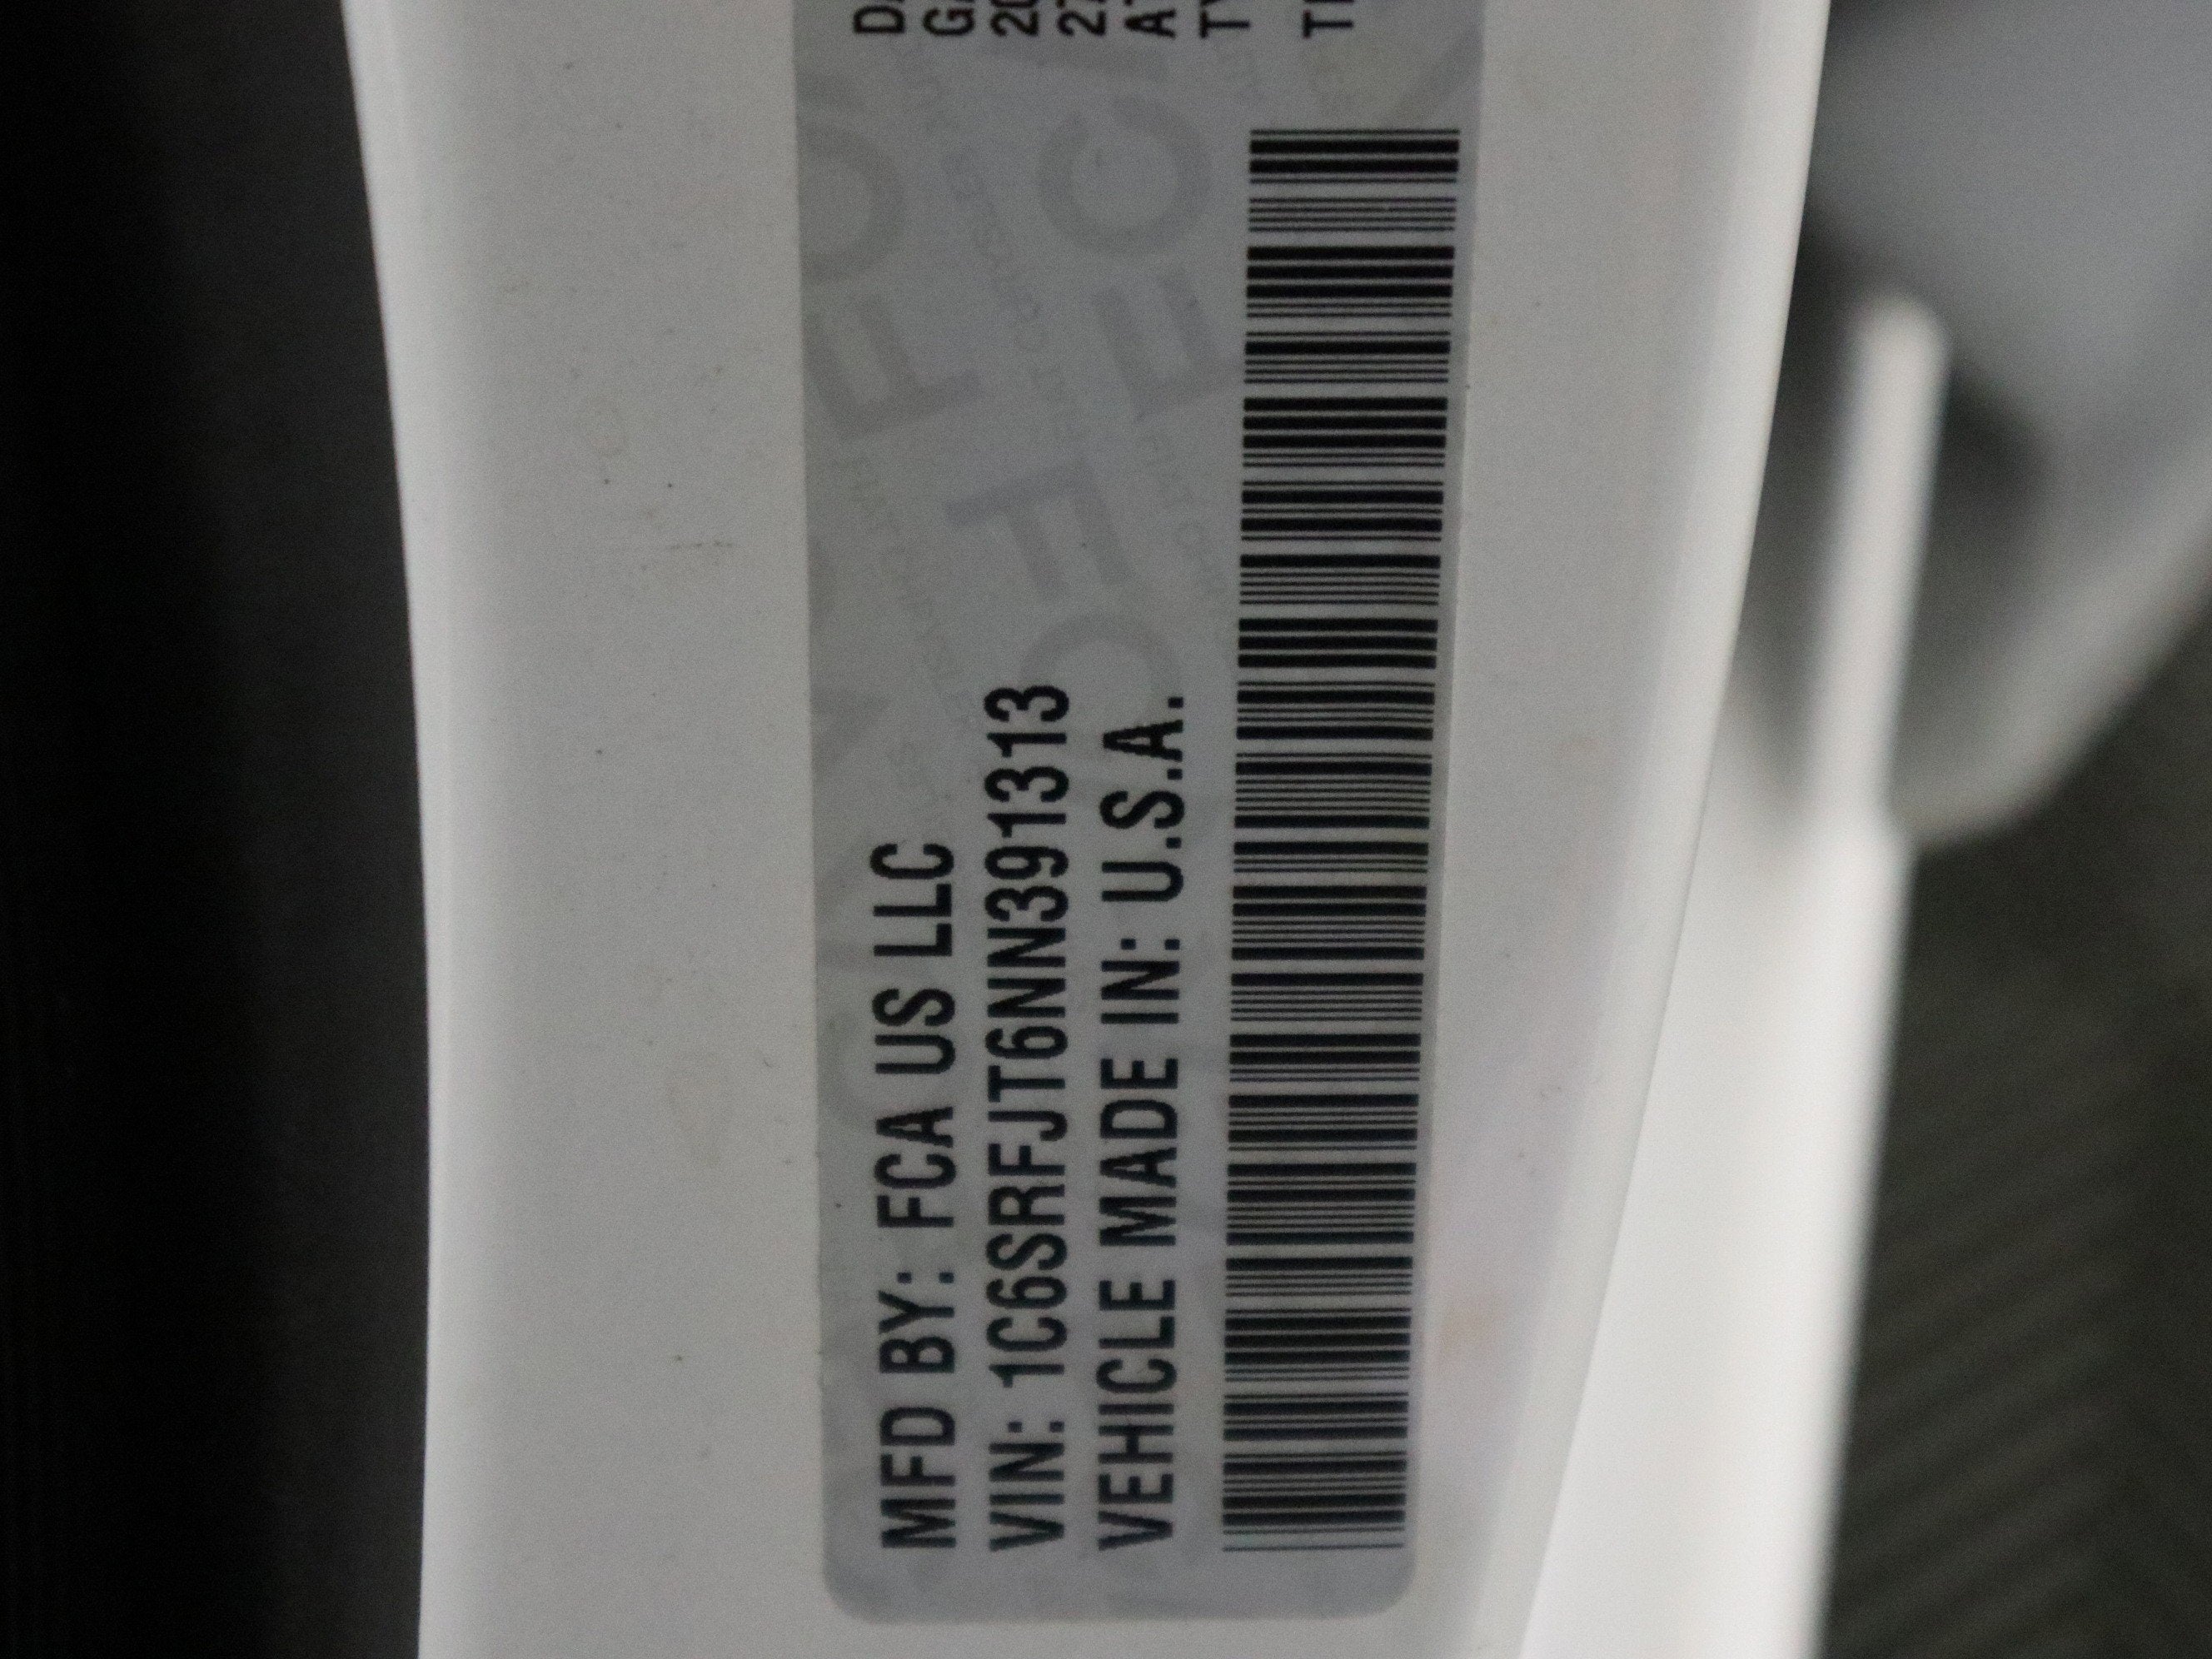 MFD BY: FCA US LLC
VIN: 1C6SRFJT6NN391313
VEHICLE MADE IN: U.S.A.